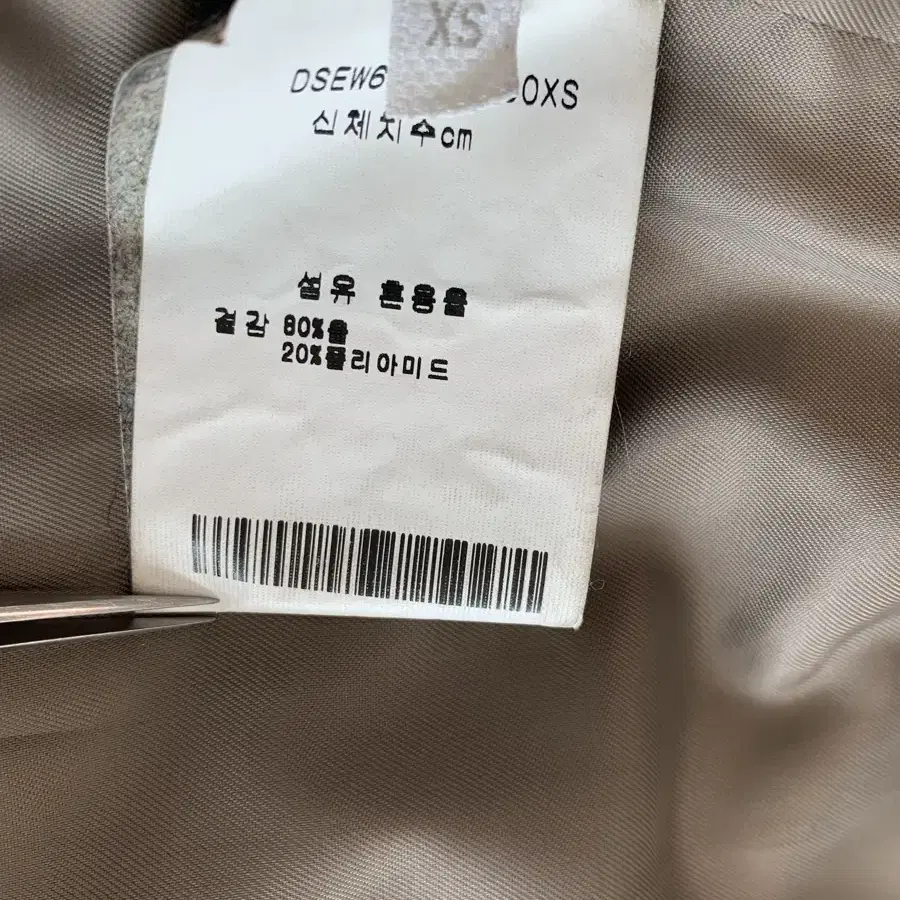 XS
DSEW6 0XS
신체치수cm
섬유 혼용율
겉감 80%울
20%폴리아미드